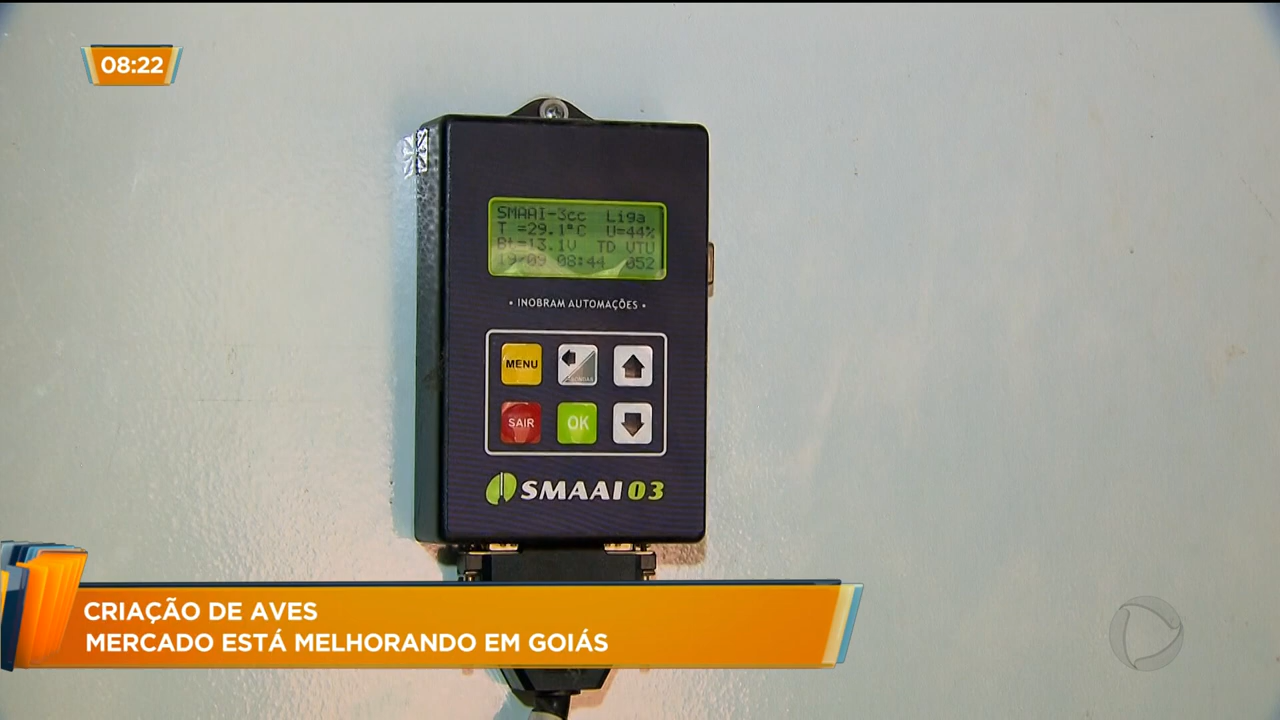 08:22
SMAAI-3cc Liga
T =29.1°C U=44%
Bt=13.1V TD VTU
19/09 08:44 052
• INOBRAM AUTOMAÇÕES •
MENU
SAIR
OK
SMAAI03
CRIAÇÃO DE AVES
MERCADO ESTÁ MELHORANDO EM GOIÁS